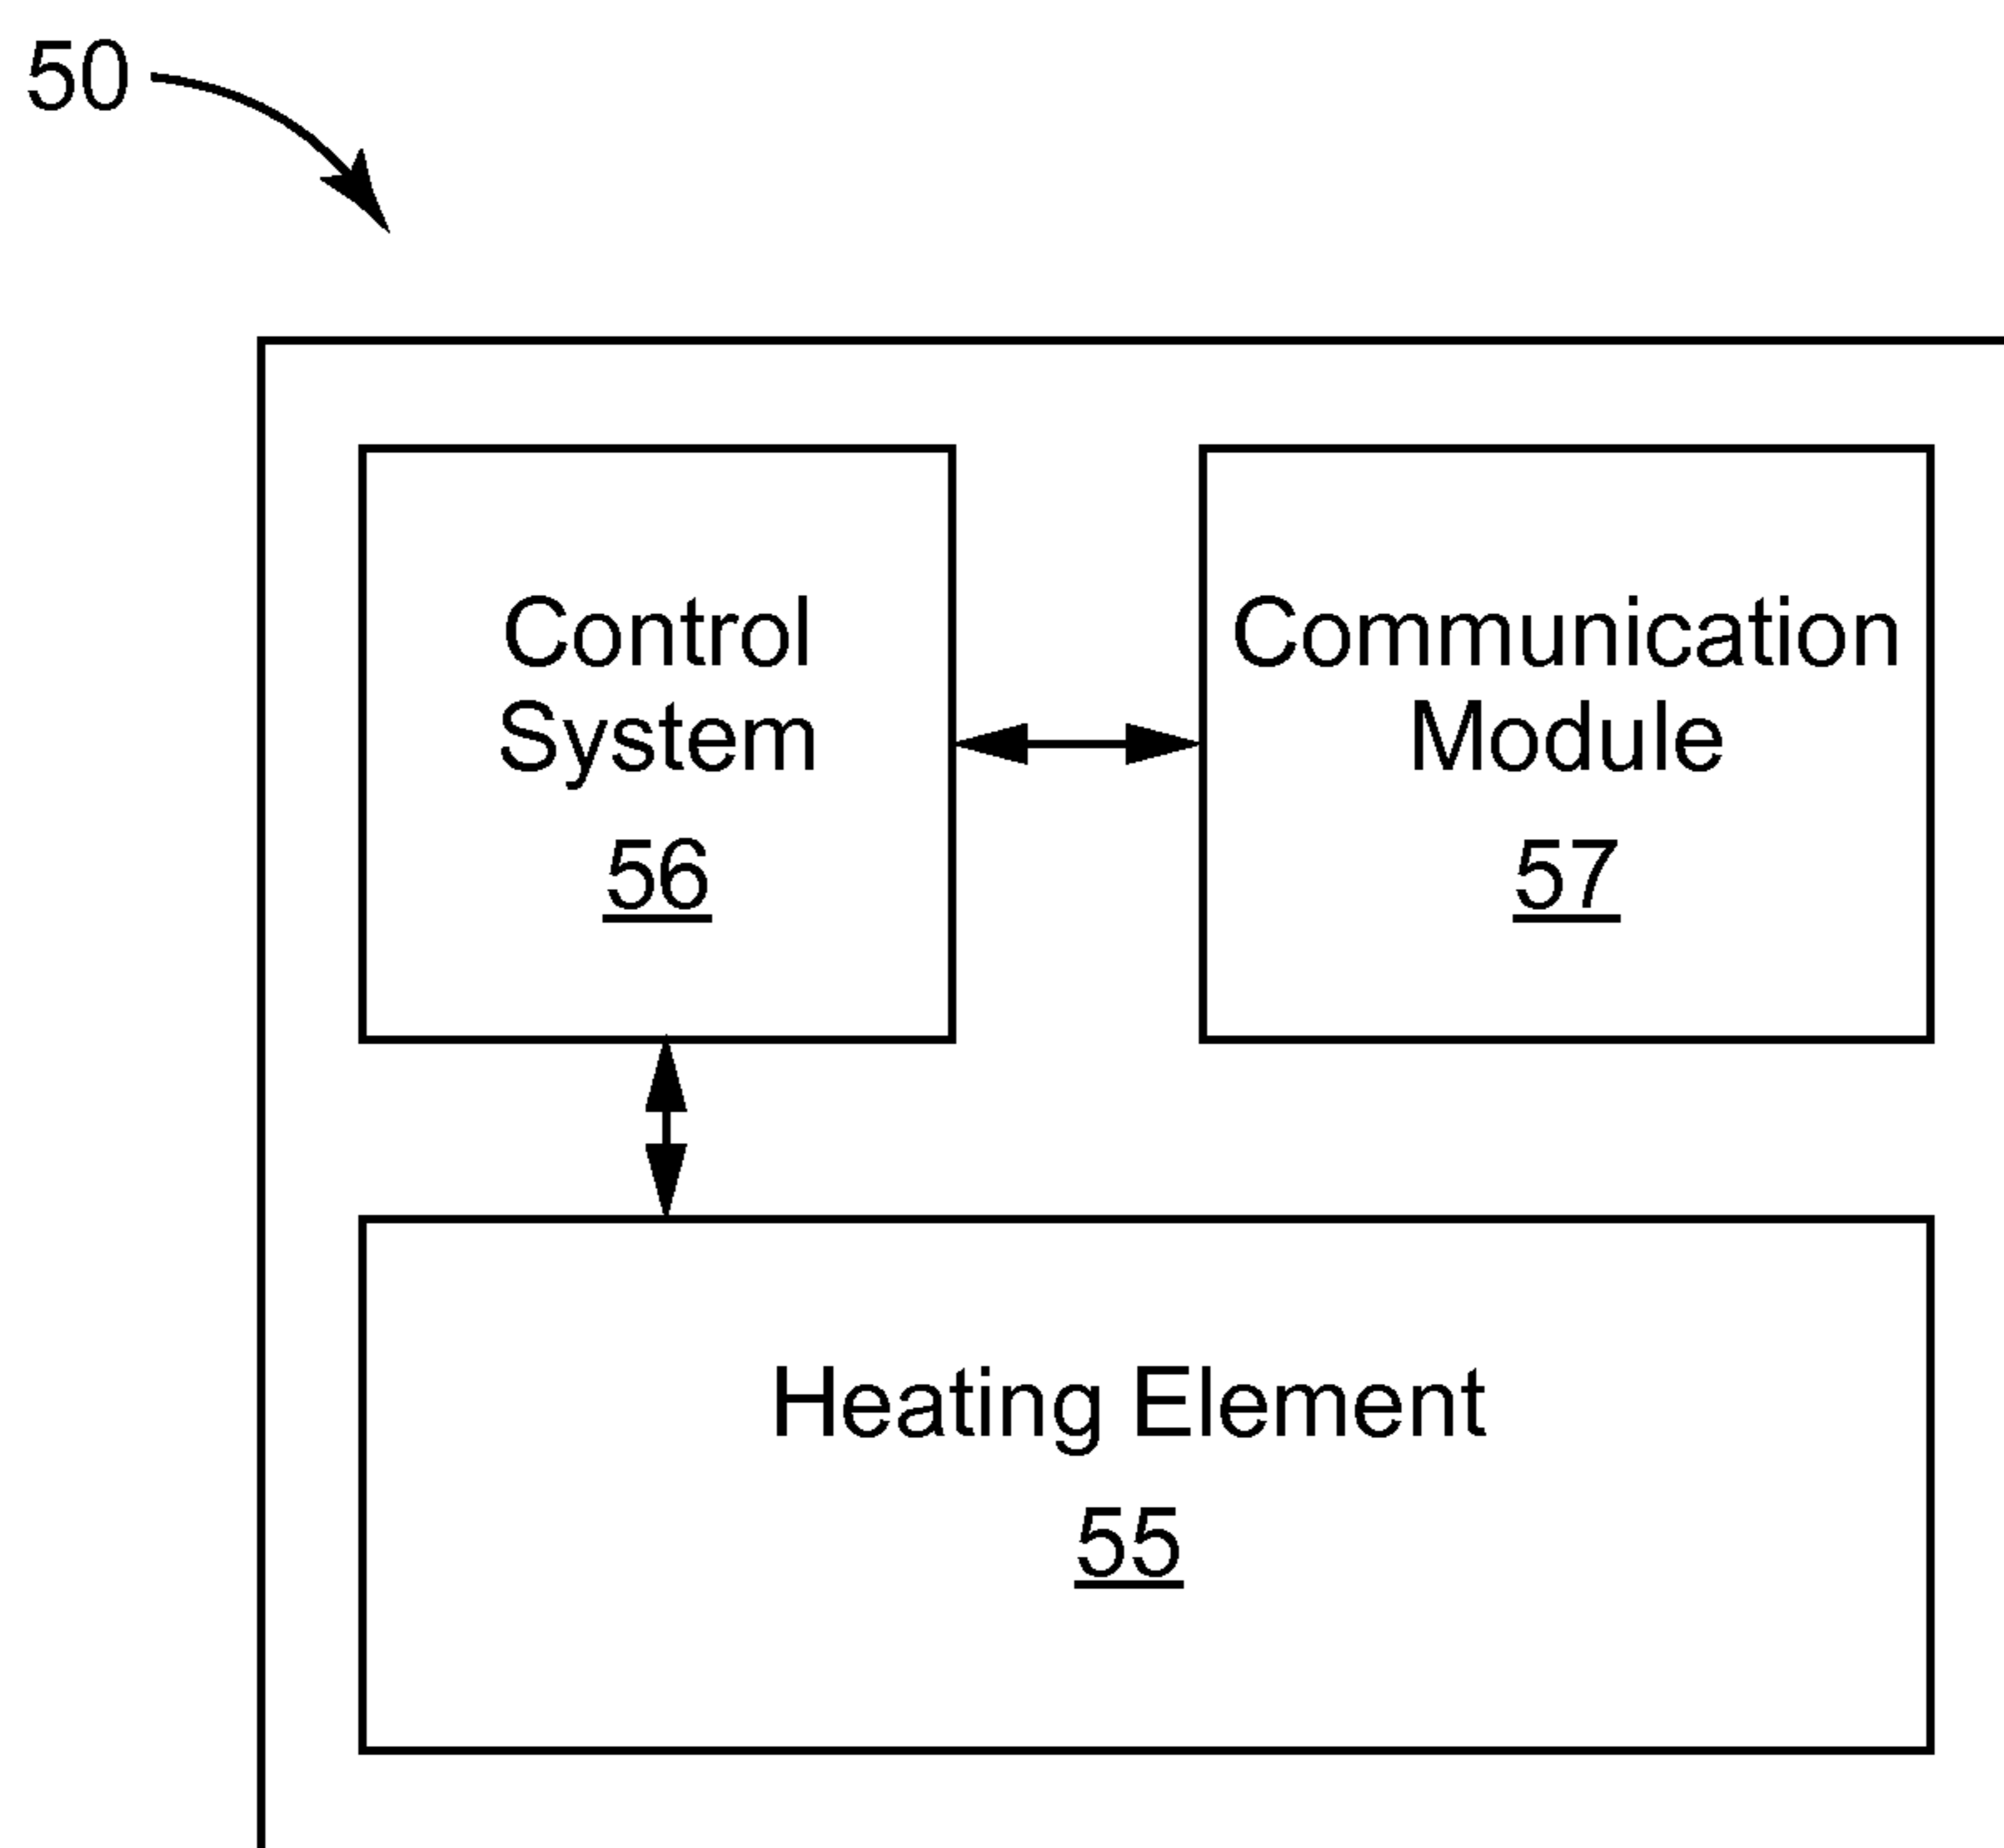 50
Control
System
56
Communication
Module
57
Heating Element
55